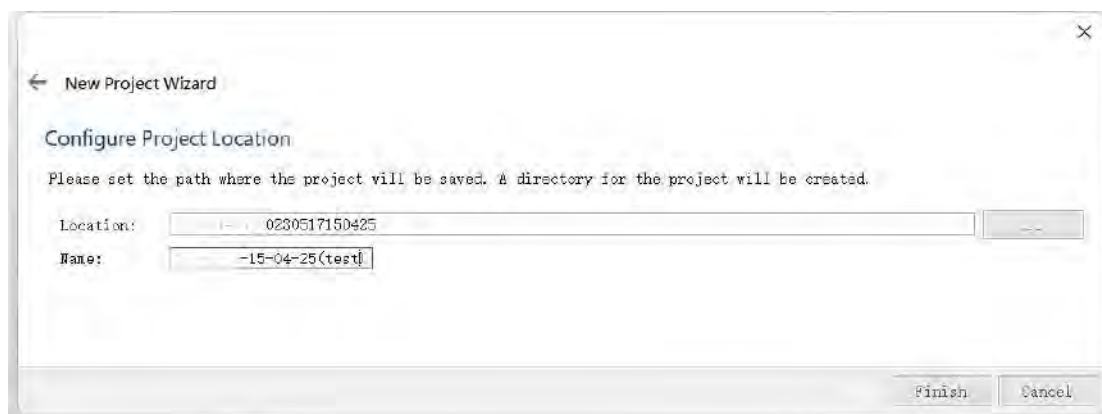 New Project Wizard
Configure Project Location
Please set the path where the project will be saved. A directory for the project will be created.
Location: 0230517150425
Name: -15-04-25(test)
Finish Cancel